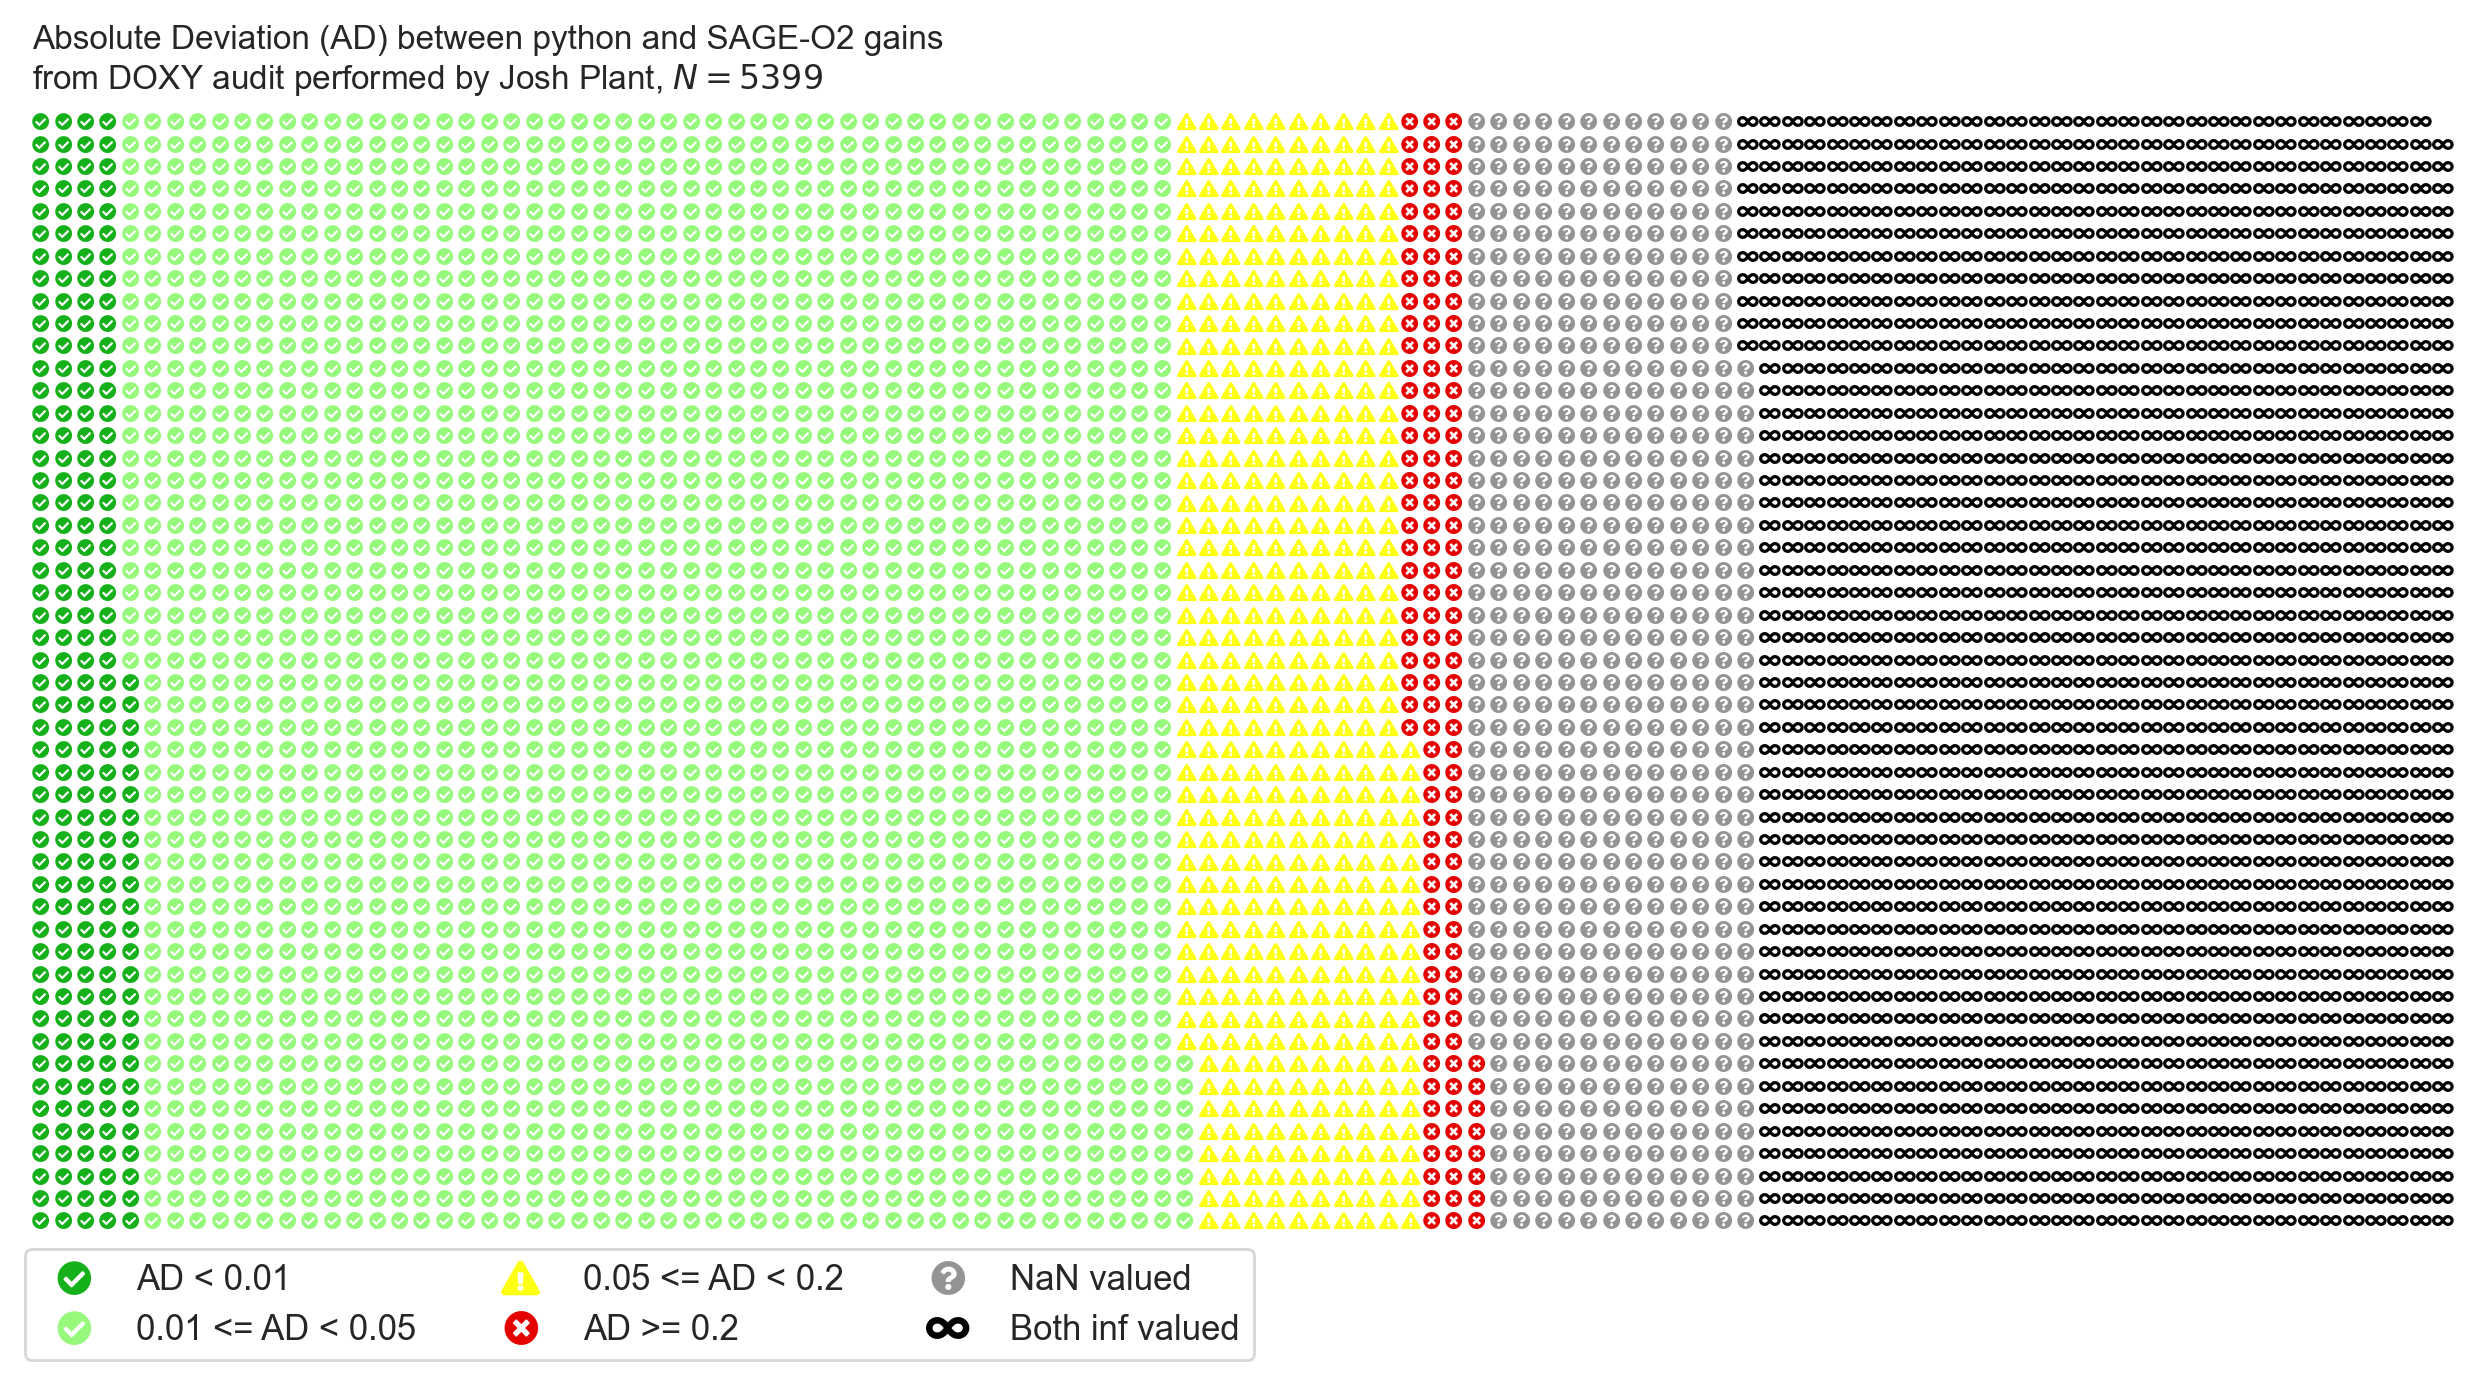 Absolute Deviation (AD) between python and SAGE-O2 gains
from DOXY audit performed by Josh Plant, N = 5399
AD < 0.01
0.01 <= AD < 0.05
0.05 <= AD < 0.2
AD >= 0.2
NaN valued
Both inf valued